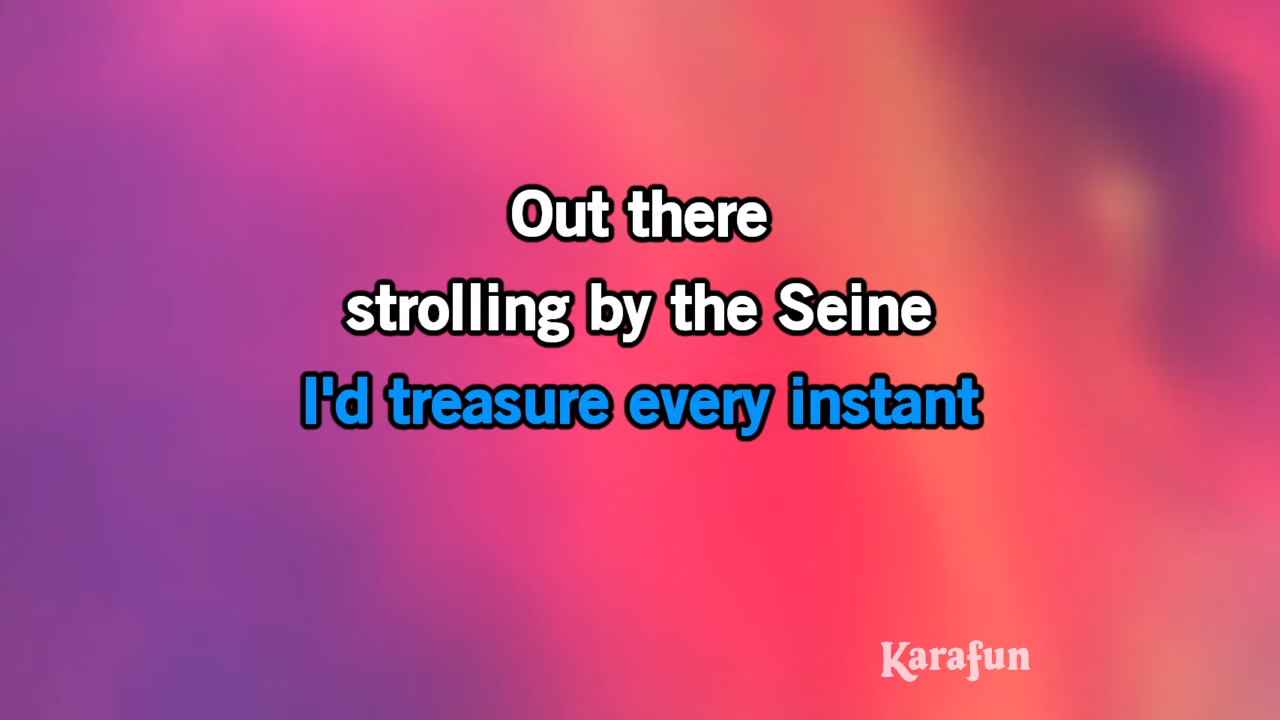 Out there
strolling by the Seine
I'd treasure every instant
Karafun